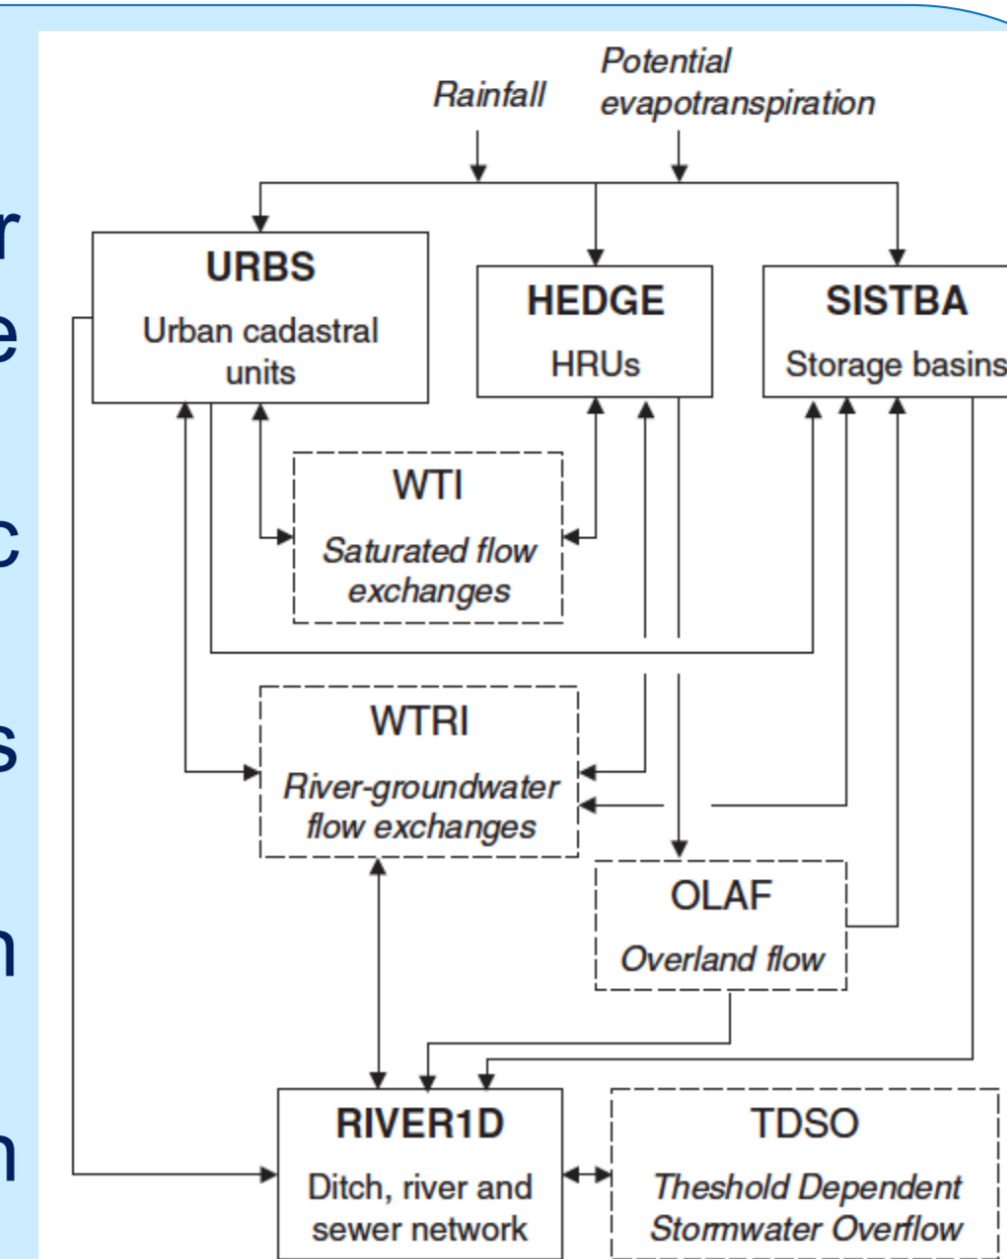 Rainfall
Potential
evapotranspiration
r
e
c
s
n
n
URBS
Urban cadastral
units
HEDGE
HRUs
SISTBA
Storage basins
WTI
Saturated flow
exchanges
WTRI
River-groundwater
flow exchanges
OLAF
Overland flow
RIVER1D
Ditch, river and
sewer network
TDSO
Theshold Dependent
Stormwater Overflow